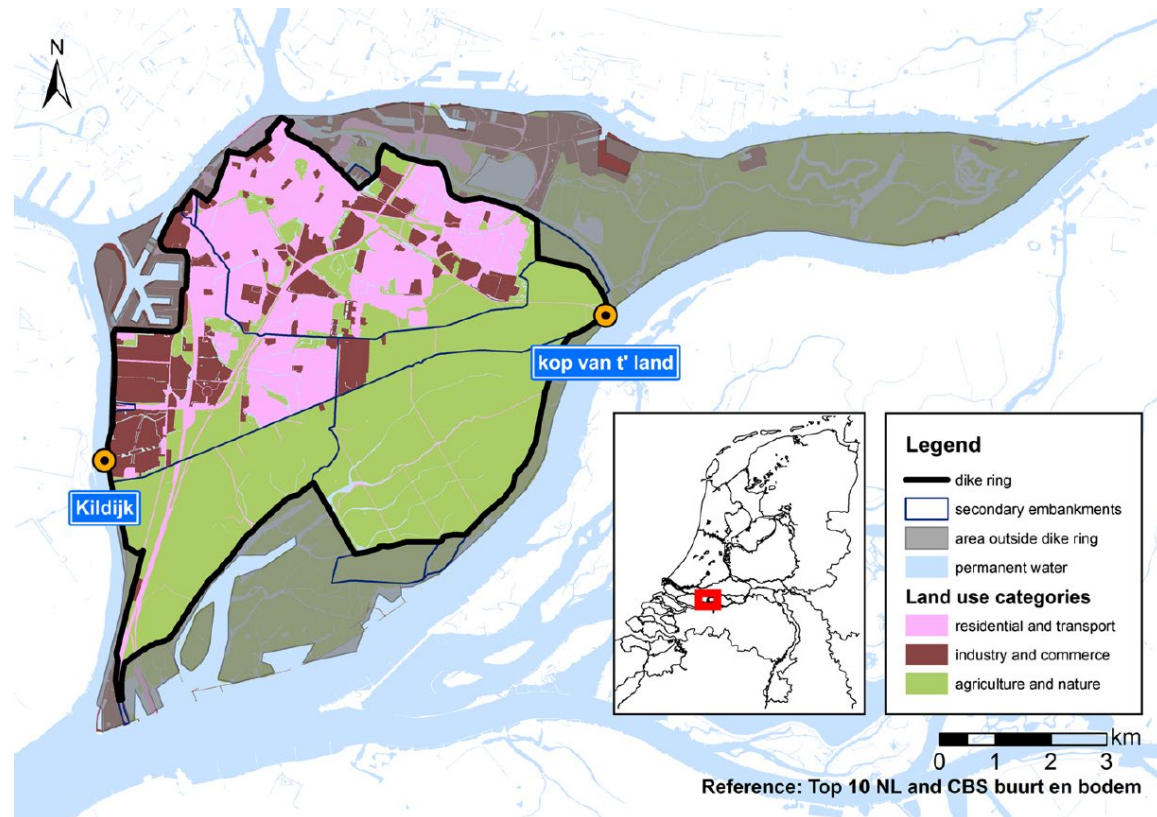 N
kop van t' land
Kildijk
Legend
dike ring
secondary embankments
area outside dike ring
permanent water
Land use categories
residential and transport
industry and commerce
agriculture and nature
km
0 1 2 3
Reference: Top 10 NL and CBS buurt en bodem